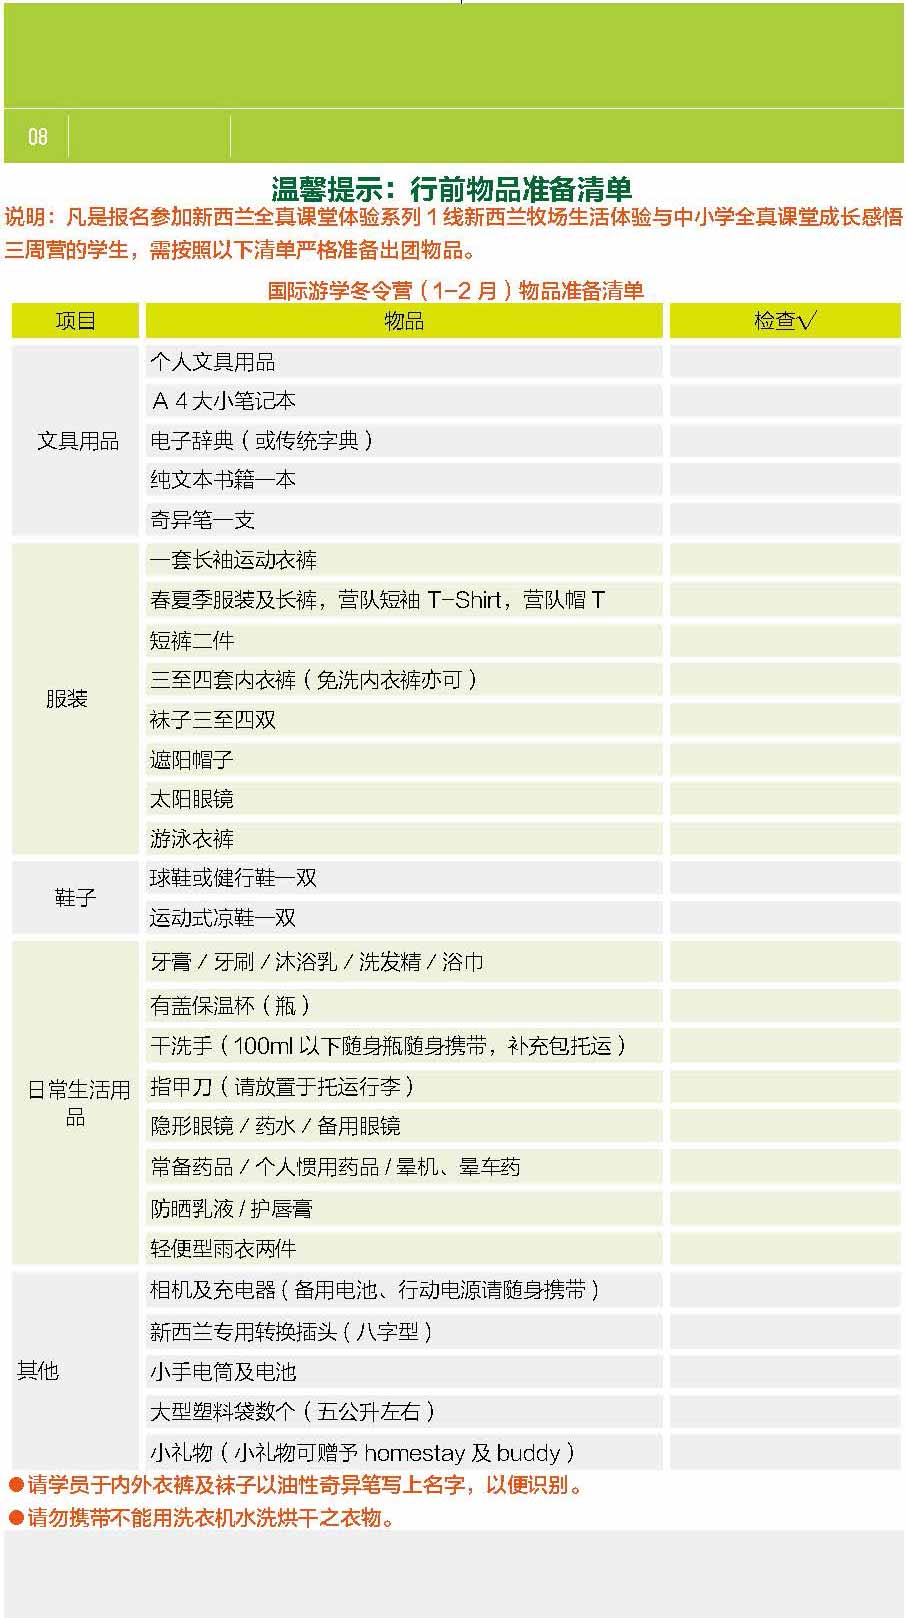 08
温馨提示：行前物品准备清单
说明：凡是报名参加新西兰全真课堂体验系列1线新西兰牧场生活体验与中小学全真课堂成长感悟
三周营的学生，需按照以下清单严格准备出团物品。
国际游学冬令营（1-2 月）物品准备清单
项目 物品 检查√
文具用品
个人文具用品
A 4大小笔记本
电子辞典（或传统字典）
纯文本书籍一本
奇异笔一支
服装
一套长袖运动衣裤
春夏季服装及长裤，营队短袖 T-Shirt，营队帽 T
短裤二件
三至四套内衣裤（免洗内衣裤亦可）
袜子三至四双
遮阳帽子
太阳眼镜
游泳衣裤
鞋子
球鞋或健行鞋一双
运动式凉鞋一双
日常生活用
品
牙膏 / 牙刷 / 沐浴乳 / 洗发精 / 浴巾
有盖保温杯（瓶）
干洗手（100ml 以下随身瓶随身携带，补充包托运）
指甲刀（请放置于托运行李）
隐形眼镜 / 药水 / 备用眼镜
常备药品 / 个人惯用药品 / 晕机、晕车药
防晒乳液 / 护唇膏
轻便型雨衣两件
其他
相机及充电器（备用电池、行动电源请随身携带）
新西兰专用转换插头（八字型）
小手电筒及电池
大型塑料袋数个（五公升左右）
小礼物（小礼物可赠予 homestay 及 buddy）
●请学员于内外衣裤及袜子以油性奇异笔写上名字，以便识别。
●请勿携带不能用洗衣机水洗烘干之衣物。